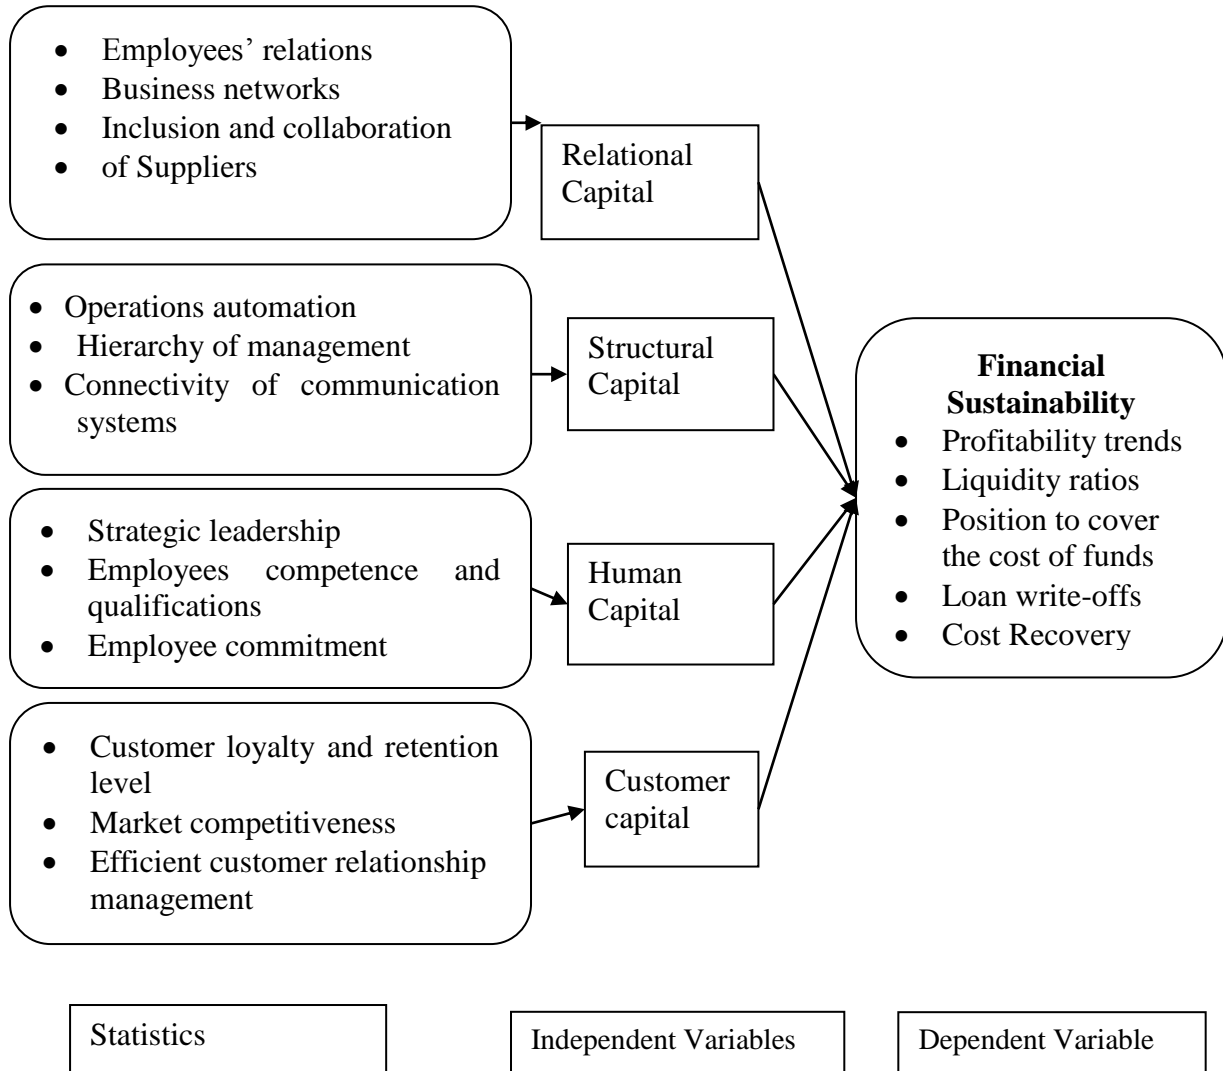 • Employees’ relations
• Business networks
• Inclusion and collaboration
• of Suppliers
Relational
Capital
• Operations automation
• Hierarchy of management
• Connectivity of communication
systems
Structural
Capital
• Strategic leadership
• Employees competence and
qualifications
• Employee commitment
Human
Capital
• Customer loyalty and retention
level
• Market competitiveness
• Efficient customer relationship
management
Customer
capital
Financial
Sustainability
• Profitability trends
• Liquidity ratios
• Position to cover
the cost of funds
• Loan write-offs
• Cost Recovery
Statistics
Independent Variables
Dependent Variable